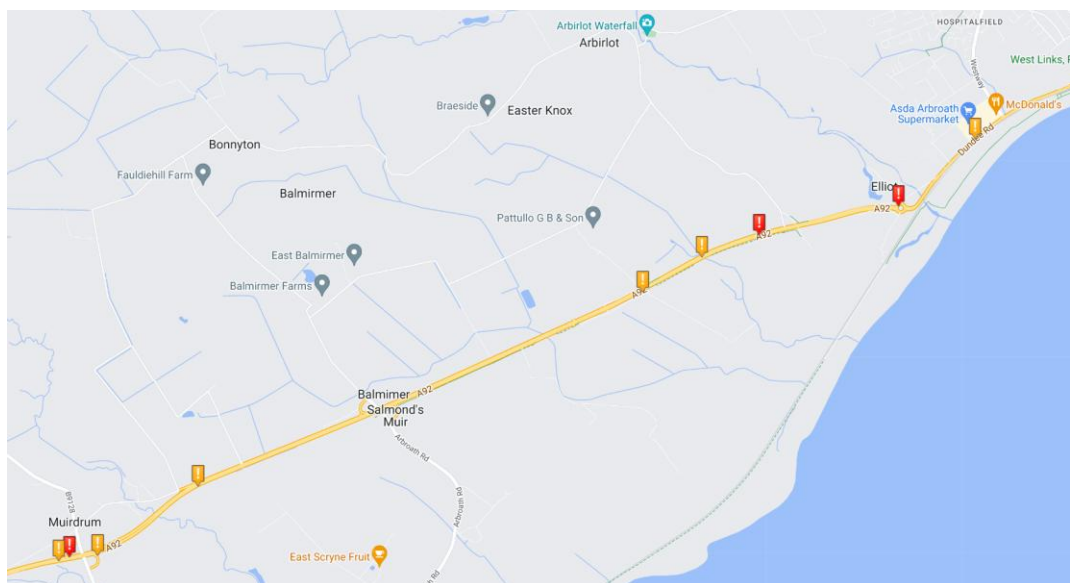 HOSPITALFIELD
Arbirlot Waterfall
Arbirlot
Westway
West Links,
Braeside
Easter Knox
Asda Arbroath
Supermarket
McDonald's
Dundee Rd
Bonnyton
Fauldiehill Farm
Balmirmer
Elliot
A92
Pattullo G B & Son
A92
East Balmirmer
Balmirmer Farms
A92
A92
Balmimer
Salmond's
Muir
Arbroath Rd
Arbroath Rd
B9128
Muirdrum
A92
East Scryne Fruit